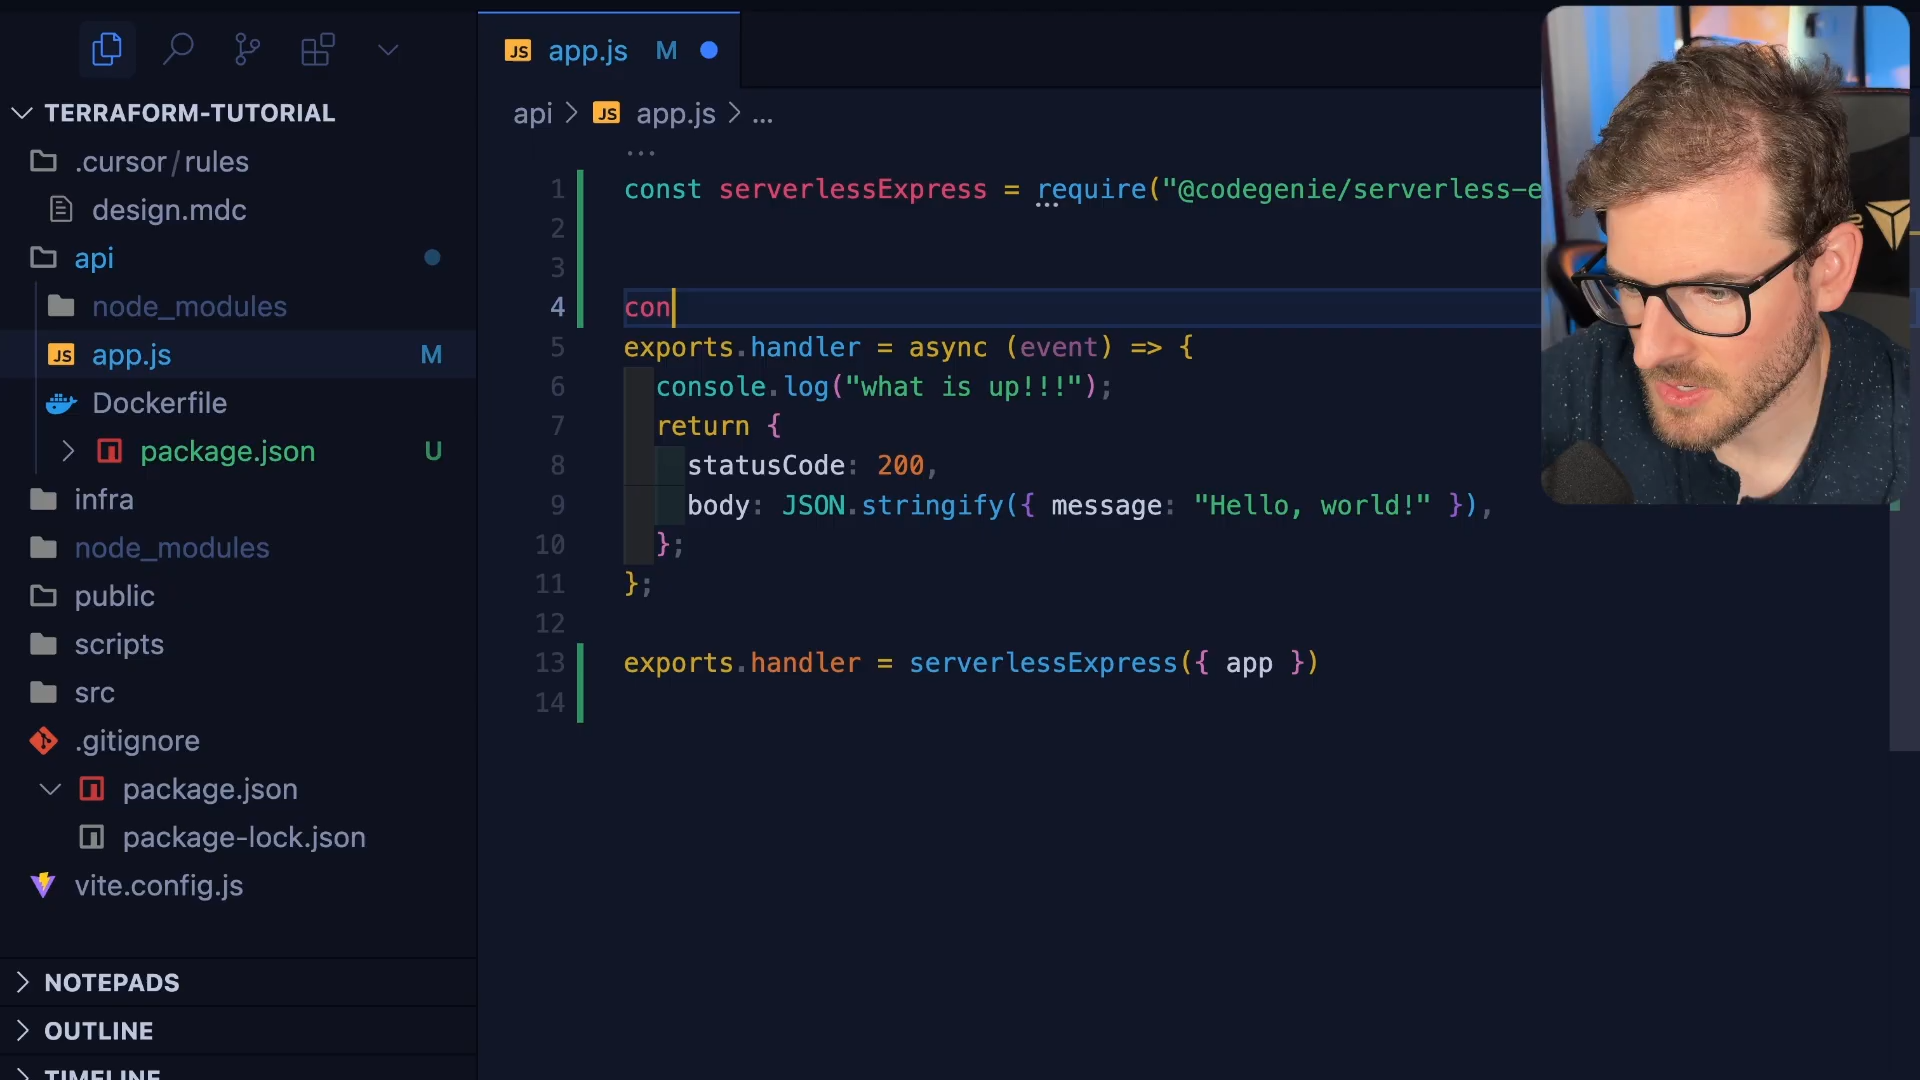 TERRAFORM-TUTORIAL
.cursor/rules
design.mdc
api
node_modules
JS app.js M
Dockerfile
package.json U
infra
node_modules
public
scripts
src
.gitignore
package.json
package-lock.json
vite.config.js
NOTEPADS
OUTLINE
TIMELINE
JS app.js M
api > JS app.js > ...
...
1 const serverlessExpress = require("@codegenie/serverless-e
2
3
4 con
5 exports.handler = async (event) => {
6 console.log("what is up!!!");
7 return {
8 statusCode: 200,
9 body: JSON.stringify({ message: "Hello, world!" }),
10 };
11 };
12
13 exports.handler = serverlessExpress({ app })
14